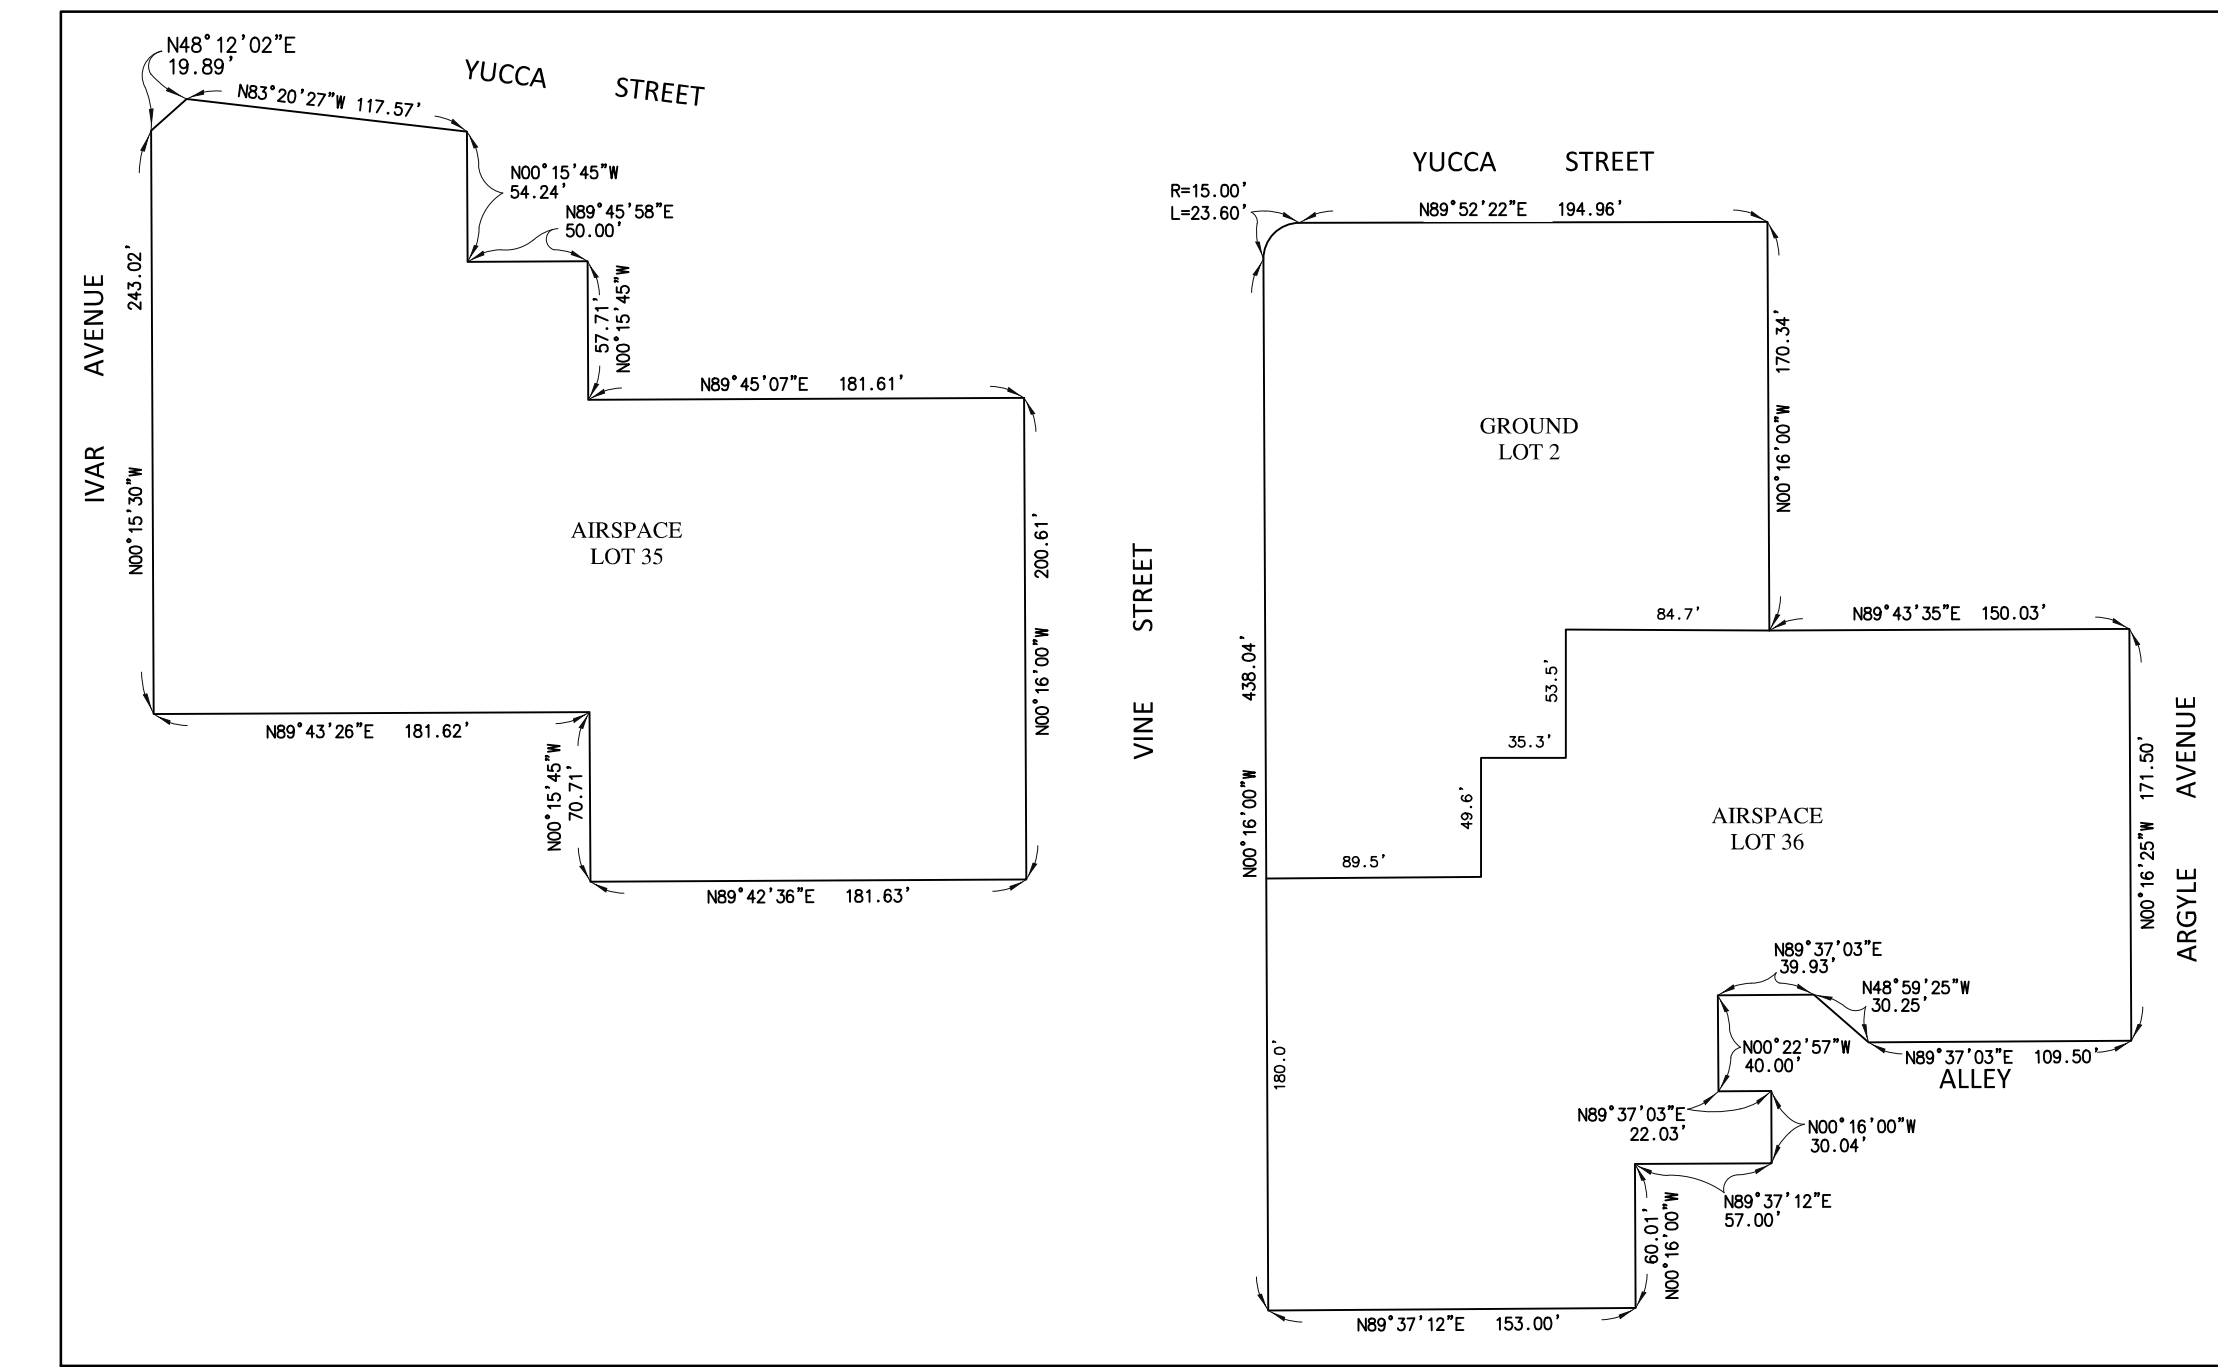 N48°12'02"E
19.89'
N83°20'27"W 117.57'
YUCCA STREET
N00°15'45"W
54.24'
N89°45'58"E
50.00'
57.71'
N00°15'45"W
243.02'
N00°15'30"W
IVAR AVENUE
N89°45'07"E 181.61'
AIRSPACE
LOT 35
200.61'
N00°16'00"W
N89°43'26"E 181.62'
N00°15'45"W
70.71'
N89°42'36"E 181.63'
VINE STREET
YUCCA STREET
R=15.00'
L=23.60'
N89°52'22"E 194.96'
N00°16'00"W 170.34'
GROUND
LOT 2
84.7'
N89°43'35"E 150.03'
53.5'
438.04'
N00°16'00"W
35.3'
49.6'
89.5'
AIRSPACE
LOT 36
N00°16'25"W 171.50'
ARGYLE AVENUE
N89°37'03"E
39.93'
N48°59'25"W
30.25'
N00°22'57"W
40.00'
N89°37'03"E 109.50'
ALLEY
180.0'
N89°37'03"E
22.03'
N00°16'00"W
30.04'
N89°37'12"E
57.00'
60.01'
N00°16'00"W
N89°37'12"E 153.00'